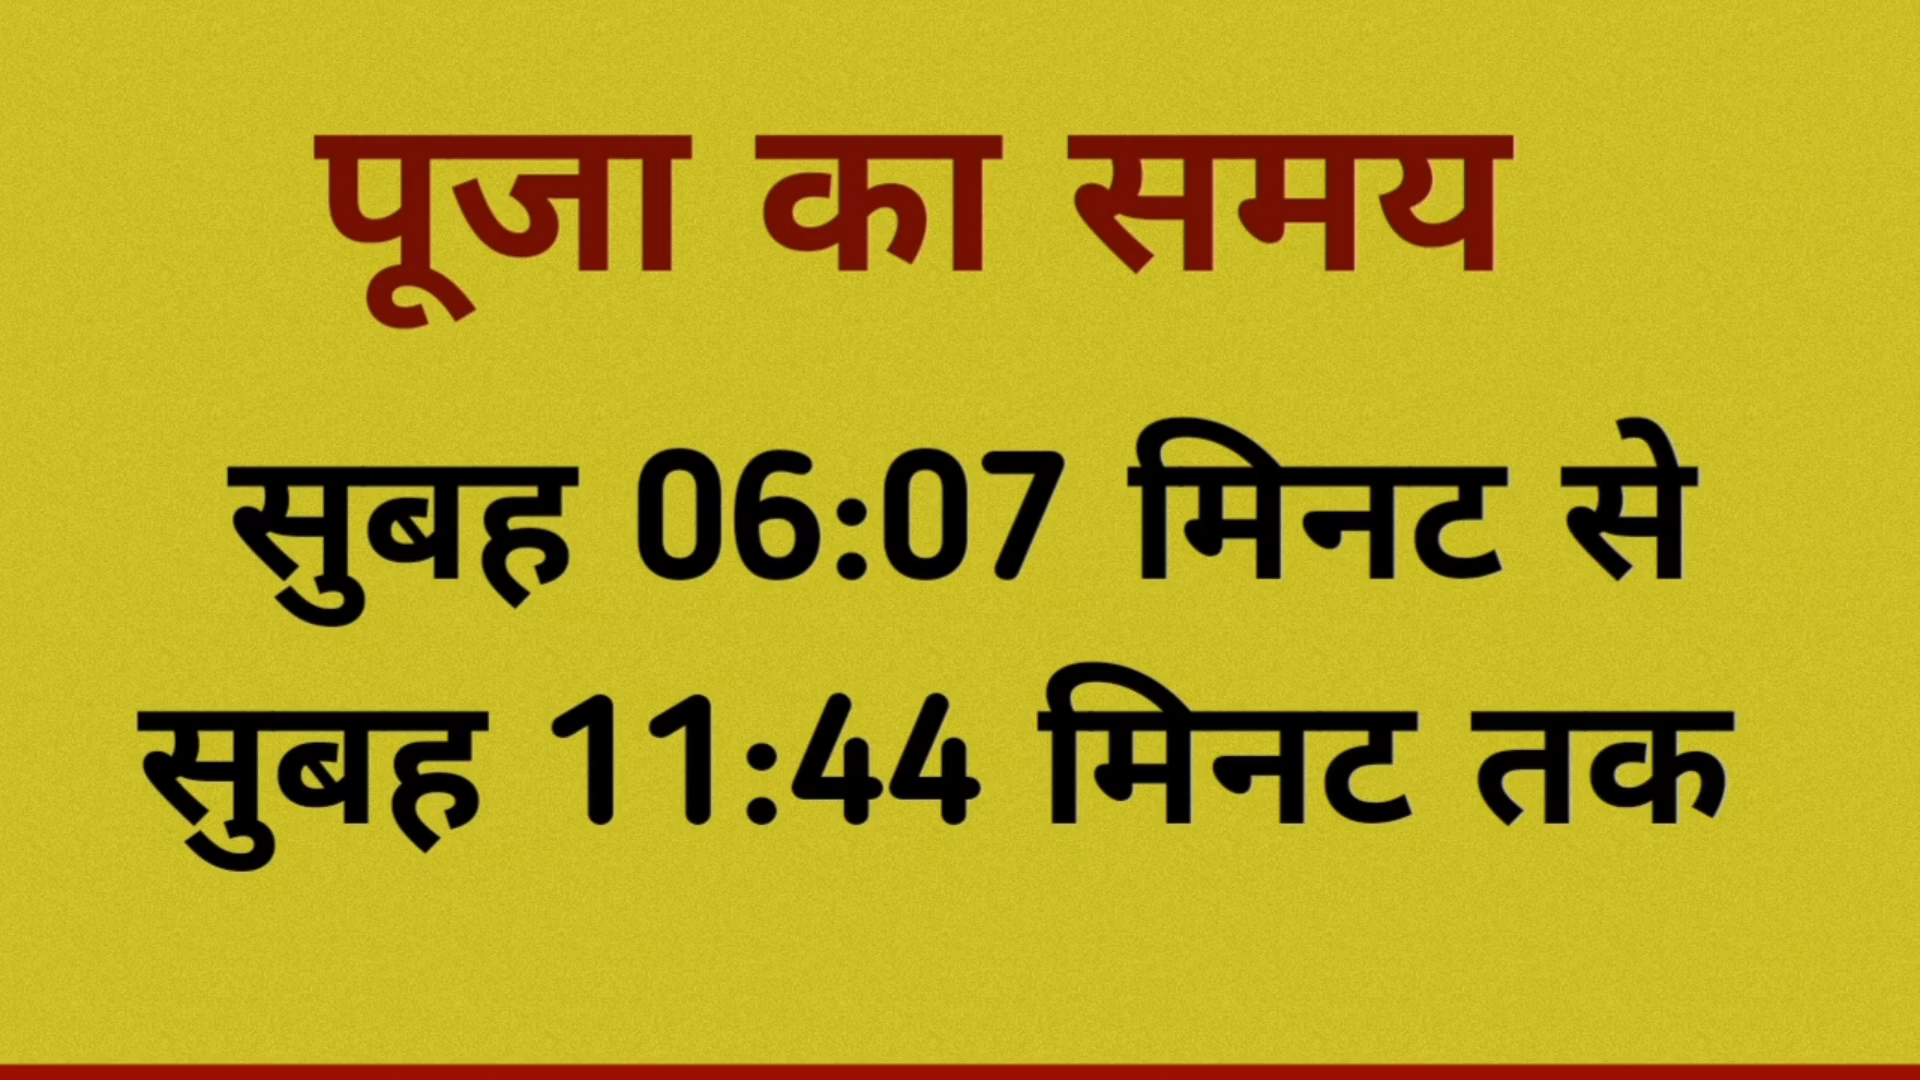 पूजा का समय
सुबह 06:07 मिनट से
सुबह 11:44 मिनट तक